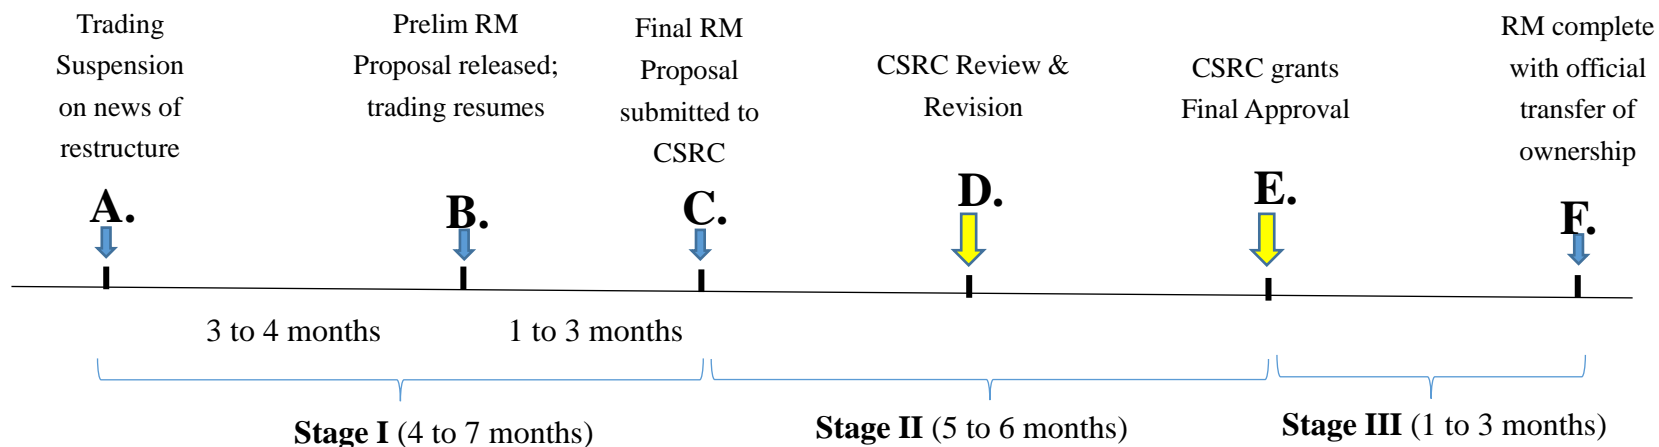 Trading
Suspension
on news of
restructure
Prelim RM
Proposal released;
trading resumes
Final RM
Proposal
submitted to
CSRC
CSRC Review &
Revision
CSRC grants
Final Approval
RM complete
with official
transfer of
ownership
A.
B.
C.
D.
E.
F.
3 to 4 months
1 to 3 months
Stage I (4 to 7 months)
Stage II (5 to 6 months)
Stage III (1 to 3 months)